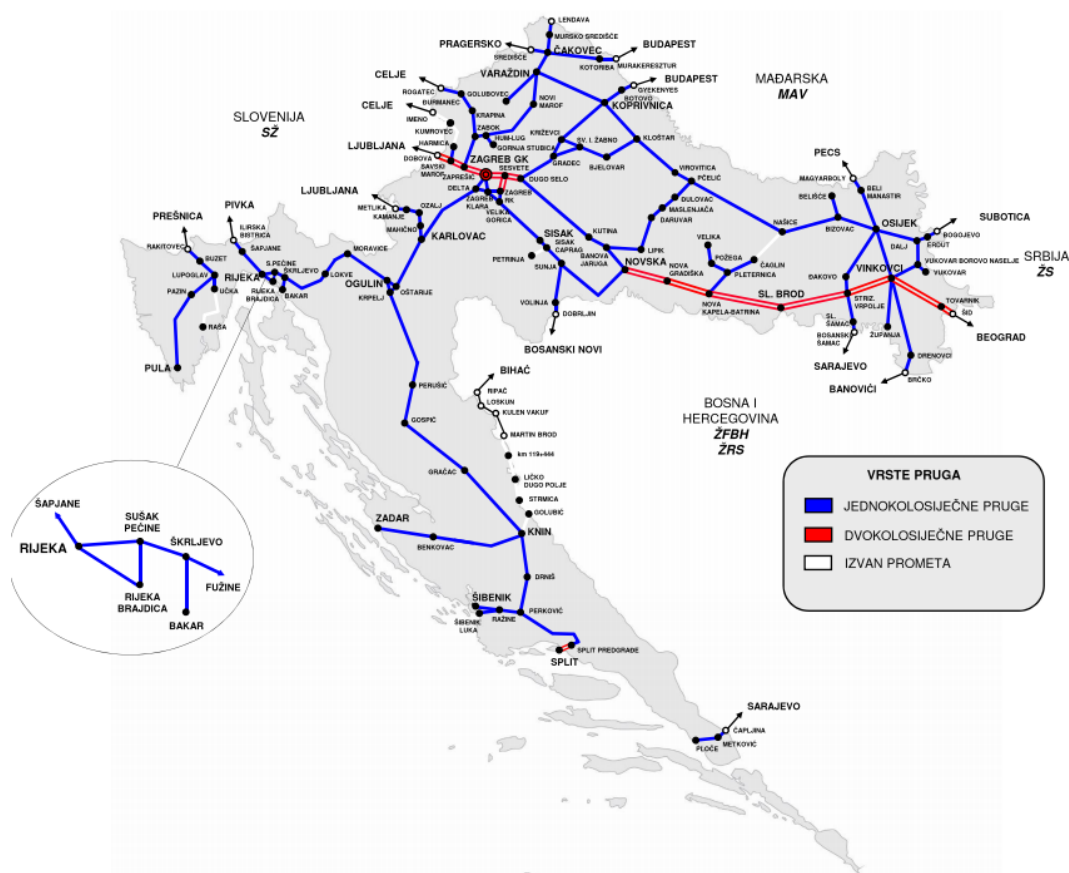 LENDAVA
MURSKO SREDIŠĆE
PRAGERSKO
SREDIŠĆE
ČAKOVEC
BUDAPEST
KOTORIBA
MURAKERESZTUR
CELJE
ROGATEC
VARAŽDIN
BUDAPEST
GYEKENYES
BOTOVO
MAĐARSKA
MAV
GOLUBOVEC
ĐURMANEC
NOVI
MAROF
KOPRIVNICA
CELJE
IMENO
KRAPINA
SLOVENIJA
SŽ
KUMROVEC
ZABOK
HUM-LUG
GORNJA STUBICA
KRIŽEVCI
SV. I. ŽABNO
KLOŠTAR
HARMICA
LJUBLJANA
DOBOVA
SAVSKI
MAROF
ZAPREŠIĆ
ZAGREB GK
SESVETE
DUGO SELO
GRADEC
BJELOVAR
VIROVITICA
PČELIĆ
PECS
MAGYARBOLY
BELI
MANASTIR
DELTA
ZAGREB
KLARA
ZAGREB
RK
VELIKA
GORICA
LJUBLJANA
METLIKA
KAMANJE
OZALJ
MAHIČNO
KARLOVAC
ĐULOVAC
MASLENJAČA
DARUVAR
BELIŠĆE
BIZOVAC
NAŠICE
OSIJEK
SUBOTICA
BOGOJEVO
ERDUT
DALJ
PREŠNICA
RAKITOVEC
PIVKA
ILIRSKA
BISTRICA
ŠAPJANE
MORAVICE
SISAK
SISAK
CAPRAG
PETRINJA
SUNJA
KUTINA
BANOVA
JARUGA
LIPIK
VELIKA
POŽEGA
ČAGLIN
PLETERNICA
ĐAKOVO
VINKOVCI
VUKOVAR BOROVO NASELJE
VUKOVAR
SRBIJA
ŽS
BUZET
LUPOGLAV
UČKA
PAZIN
RIJEKA
S.PEĆINE
ŠKRLJEVO
RIJEKA
BRAJDICA
BAKAR
LOKVE
OGULIN
KRPELJ
OŠTARIJE
NOVSKA
NOVA
GRADIŠKA
NOVA
KAPELA-BATRINA
SL. BROD
STRIZ.
VRPOLJE
TOVARNIK
ŠID
BEOGRAD
VOLINJA
DOBRLJIN
BOSANSKI NOVI
RAŠA
PULA
SL.
ŠAMAC
BOSANSKI
ŠAMAC
ŽUPANJA
DRENOVCI
BRČKO
SARAJEVO
BANOVIĆI
BIHAĆ
RIPAČ
LOSKUN
KULEN VAKUF
MARTIN BROD
km 119+444
LIČKO
DUGO POLJE
STRMICA
GOLUBIĆ
BOSNA I
HERCEGOVINA
ŽFBH
ŽRS
PERUŠIĆ
GOSPIĆ
GRAČAC
ZADAR
BENKOVAC
KNIN
DRNIŠ
ŠIBENIK
ŠIBENIK
LUKA
RAŽINE
PERKOVIĆ
SPLIT PREDGRAĐE
SPLIT
SARAJEVO
ČAPLJINA
PLOČE
METKOVIĆ
ŠAPJANE
SUŠAK
PEĆINE
ŠKRLJEVO
RIJEKA
FUŽINE
RIJEKA
BRAJDICA
BAKAR
VRSTE PRUGA
JEDNOKOLOSIJEČNE PRUGE
DVOKOLOSIJEČNE PRUGE
IZVAN PROMETA